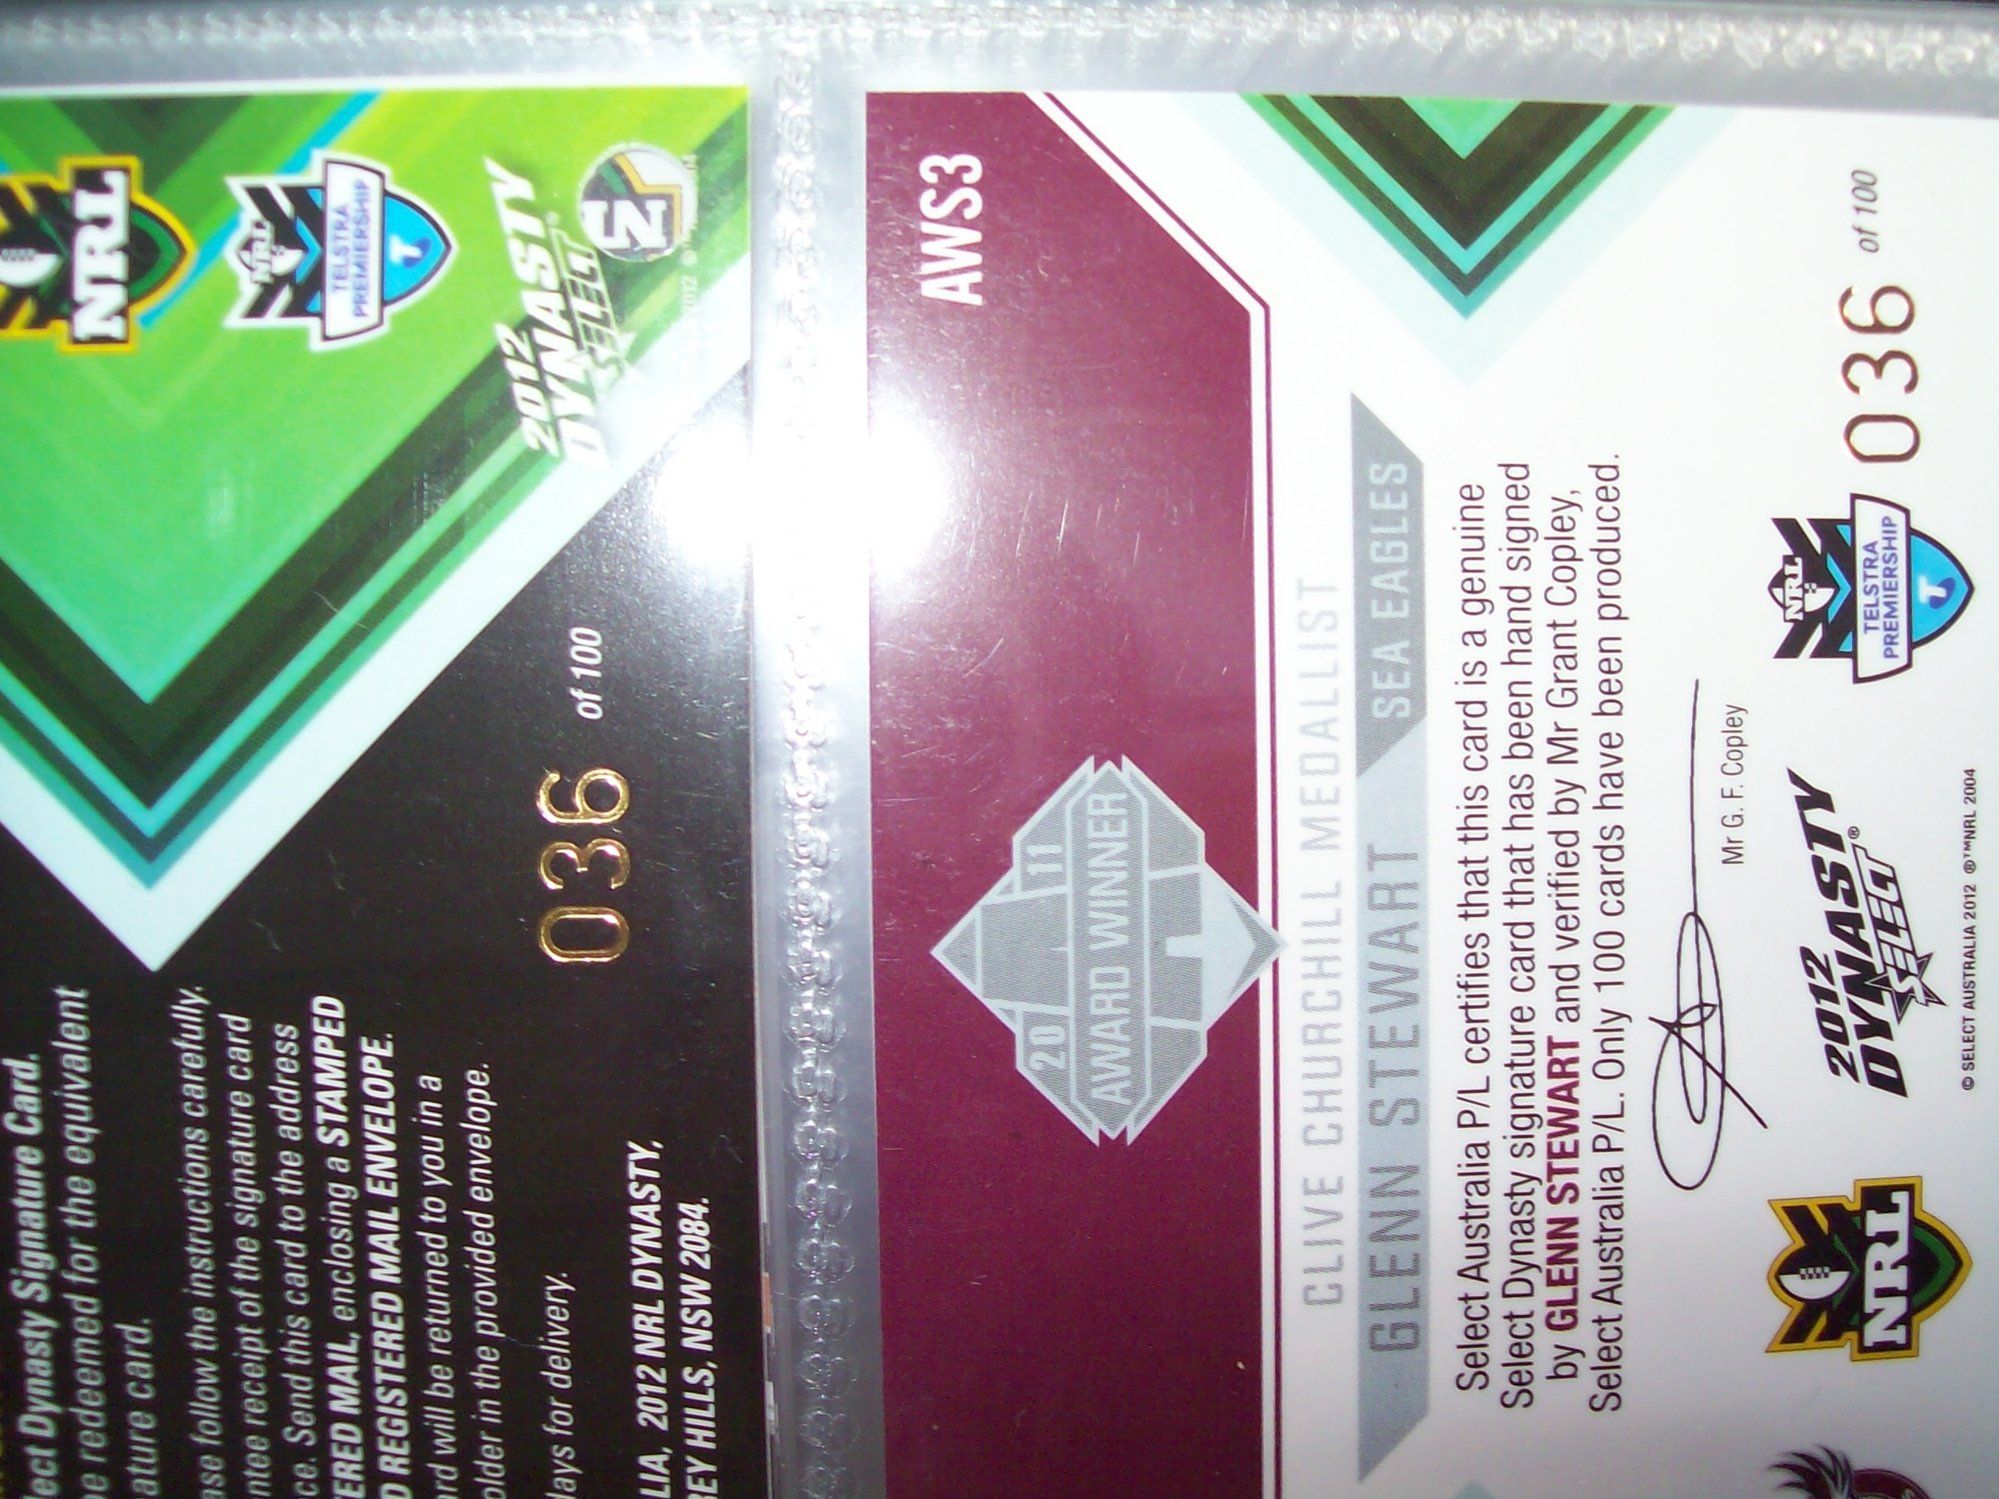 lect Dynasty Signature Card.
be redeemed for the equivalent
ature card.
ase follow the instructions carefully.
ntee receipt of the signature card
ce. Send this card to the address
ERED MAIL, enclosing a STAMPED
D REGISTERED MAIL ENVELOPE.
ard will be returned to you in a
older in the provided envelope.
days for delivery.
LIA, 2012 NRL DYNASTY,
REY HILLS, NSW 2084.
036 of 100
NRL
NRL
TELSTRA
PREMIERSHIP
2012
DYNASTY
SELECT
AWS3
2011
AWARD WINNER
CLIVE CHURCHILL MEDALLIST
GLENN STEWART SEA EAGLES
Select Australia P/L certifies that this card is a genuine
Select Dynasty signature card that has been hand signed
by GLENN STEWART and verified by Mr Grant Copley,
Select Australia P/L. Only 100 cards have been produced.
Mr G. F. Copley
NRL
2012
DYNASTY®
SELECT
NRL
TELSTRA
PREMIERSHIP
036 of 100
© SELECT AUSTRALIA 2012 ®™NRL 2004